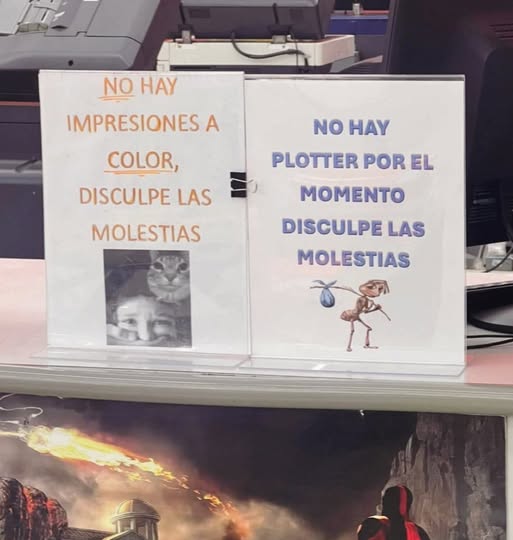 NO HAY
IMPRESIONES A
COLOR,
DISCULPE LAS
MOLESTIAS
NO HAY
PLOTTER POR EL
MOMENTO
DISCULPE LAS
MOLESTIAS